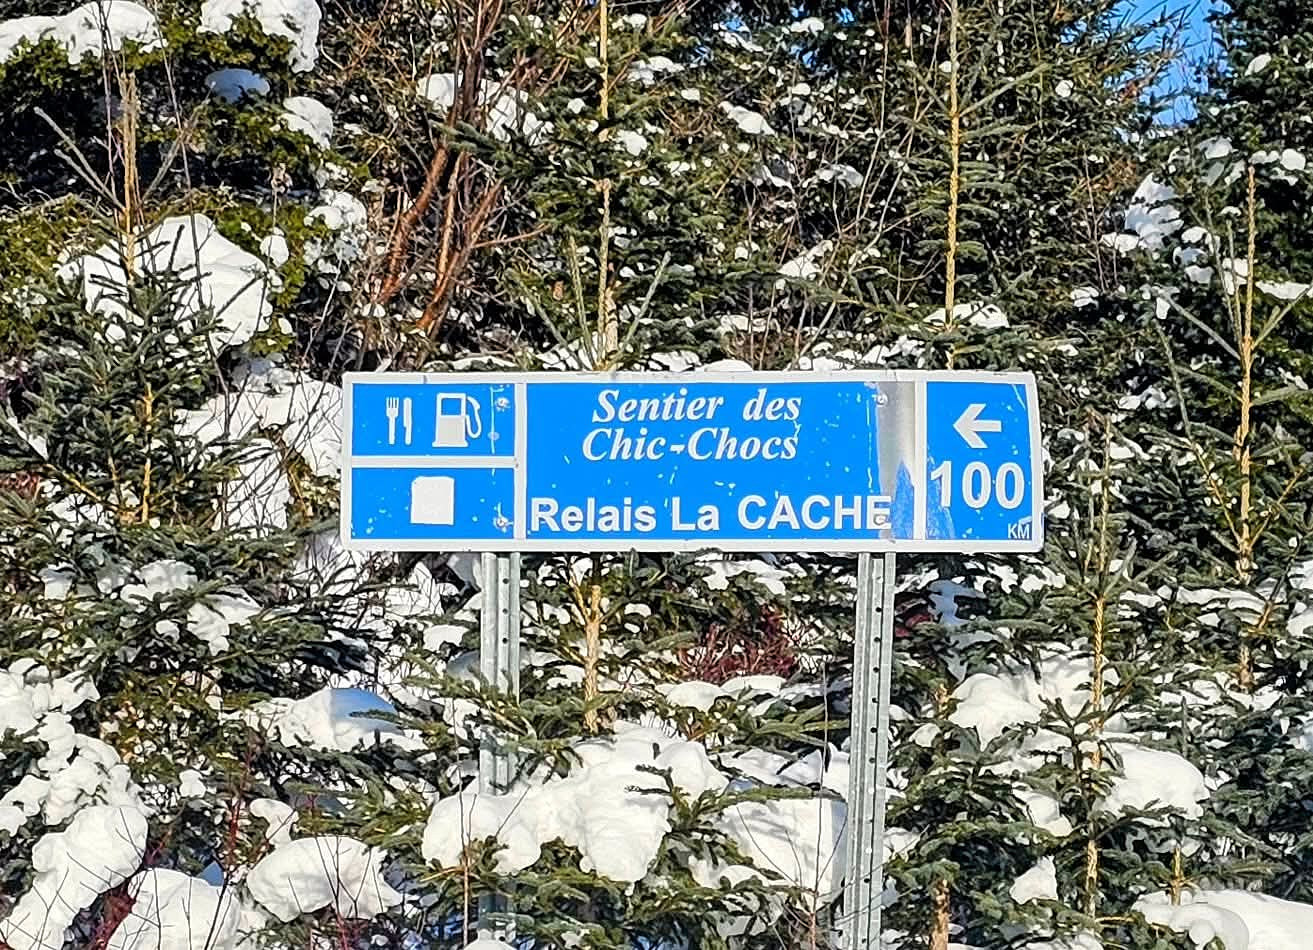 Sentier des
Chic-Chocs
Relais La CACHE
100
KM